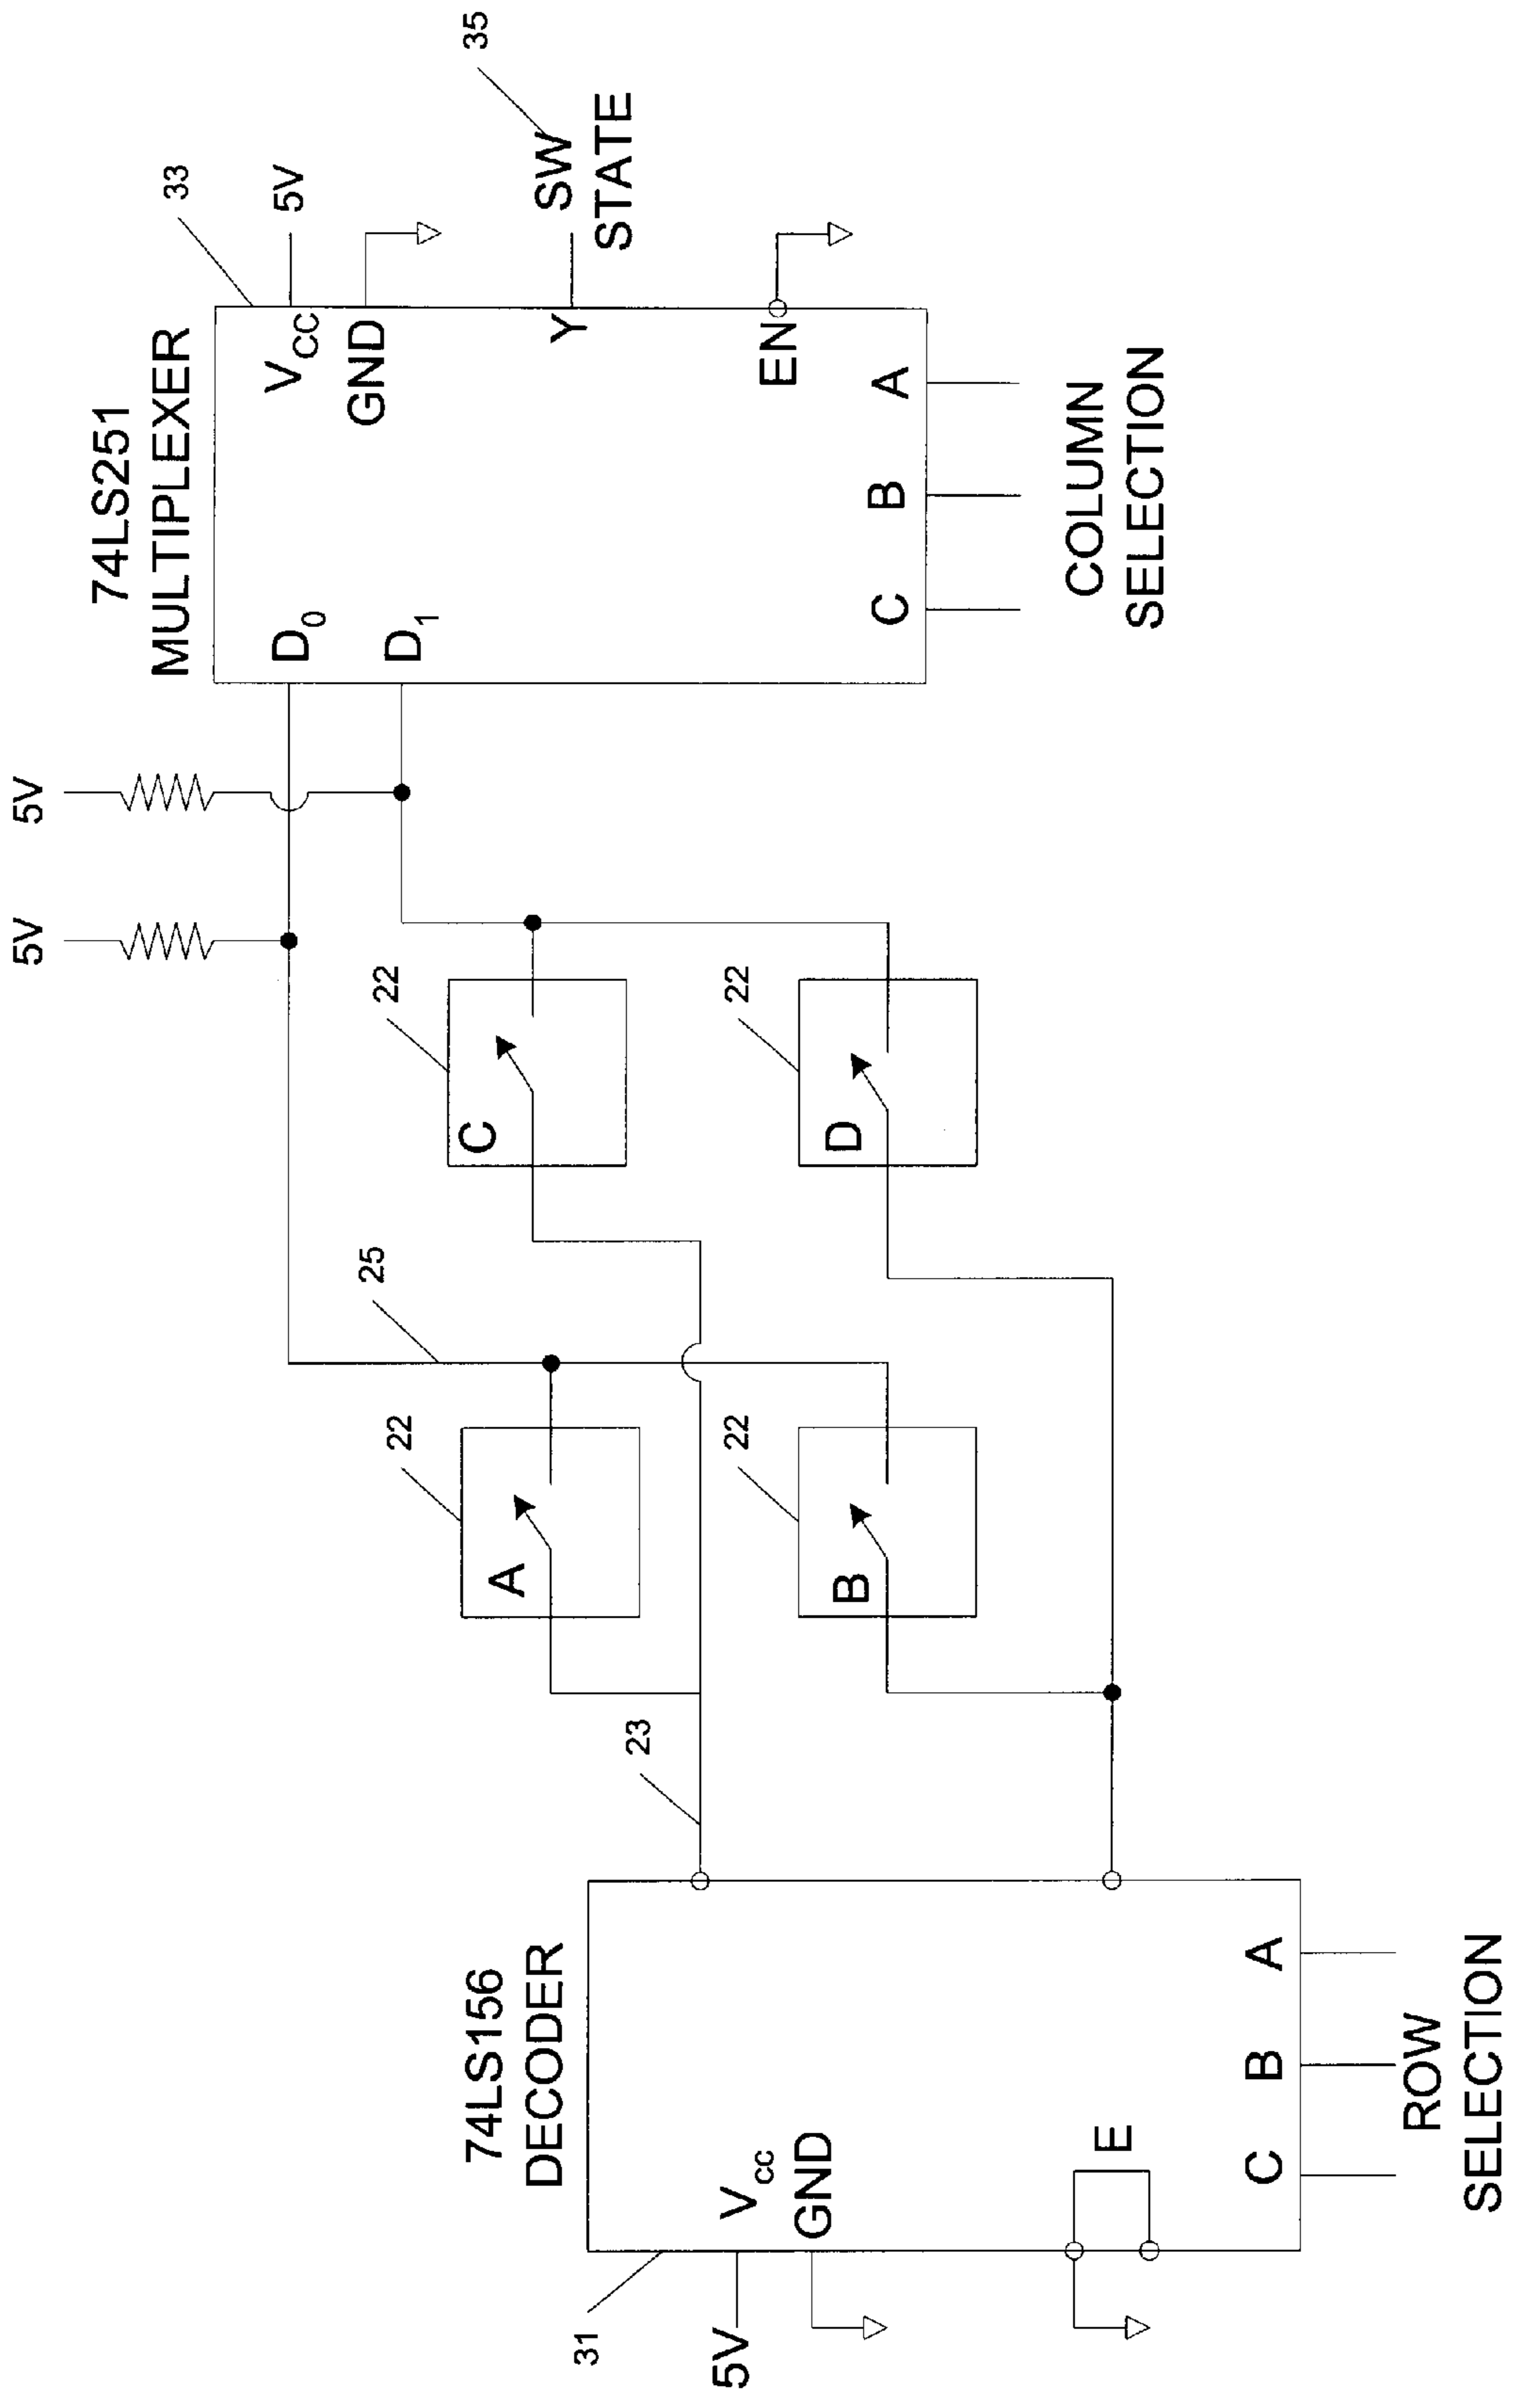 5V
5V
74LS251
MULTIPLEXER
33
D0
VCC
5V
D1
GND
35
Y
SW
STATE
EN
C
B
A
COLUMN
SELECTION
25
22
A
22
C
22
B
22
D
23
74LS156
DECODER
31
5V
Vcc
GND
E
C
B
A
ROW
SELECTION